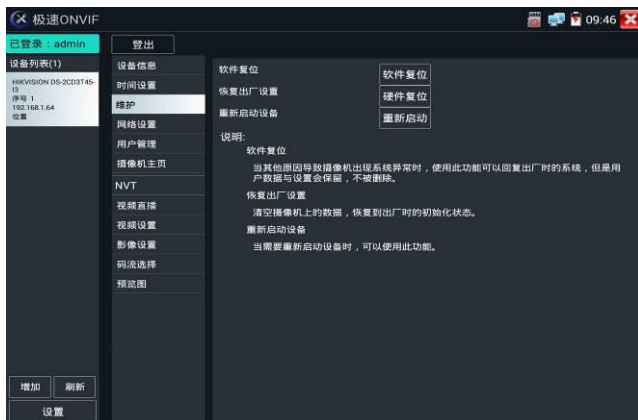 极速ONVIF
09:46
已登录：admin
登出
设备列表(1)
HIKVISION DS-2CD3T45-
I3
序号 1
192.168.1.64
位置
增加
刷新
设置
设备信息
时间设置
维护
网络设置
用户管理
摄像机主页
NVT
视频直播
视频设置
影像设置
码流选择
预览图
软件复位
软件复位
恢复出厂设置
硬件复位
重新启动设备
重新启动
说明:
软件复位
当其他原因导致摄像机出现系统异常时，使用此功能可以回复出厂时的系统，但是用
户数据与设置会保留，不被删除。
恢复出厂设置
清空摄像机上的数据，恢复到出厂时的初始化状态。
重新启动设备
当需要重新启动设备时，可以使用此功能。